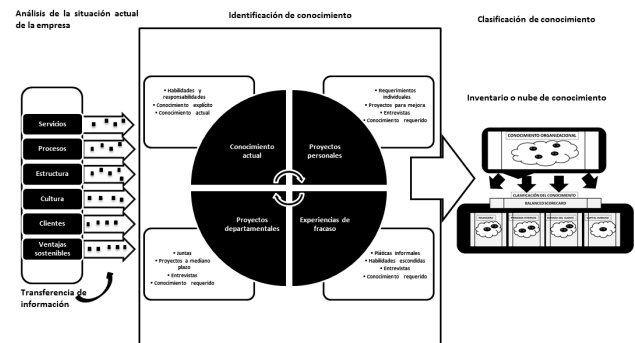 Análisis de la situación actual
de la empresa
Identificación de conocimiento
Clasificación de conocimiento
Servicios
Procesos
Estructura
Cultura
Clientes
Ventajas
sostenibles
Transferencia de
información
• Habilidades y
responsabilidades
• Conocimiento explícito
• Conocimiento actual
• Requerimientos
individuales
• Proyectos para mejora
• Entrevistas
• Conocimiento requerido
Conocimiento
actual
Proyectos
personales
Proyectos
departamentales
Experiencias de
fracaso
• Juntas
• Proyectos a mediano
plazo
• Entrevistas
• Conocimiento requerido
• Pláticas informales
• Habilidades escondidas
• Entrevistas
• Conocimiento requerido
Inventario o nube de conocimiento
CONOCIMIENTO ORGANIZACIONAL
CLASIFICACIÓN DEL CONOCIMIENTO
BALANCED SCORECARD